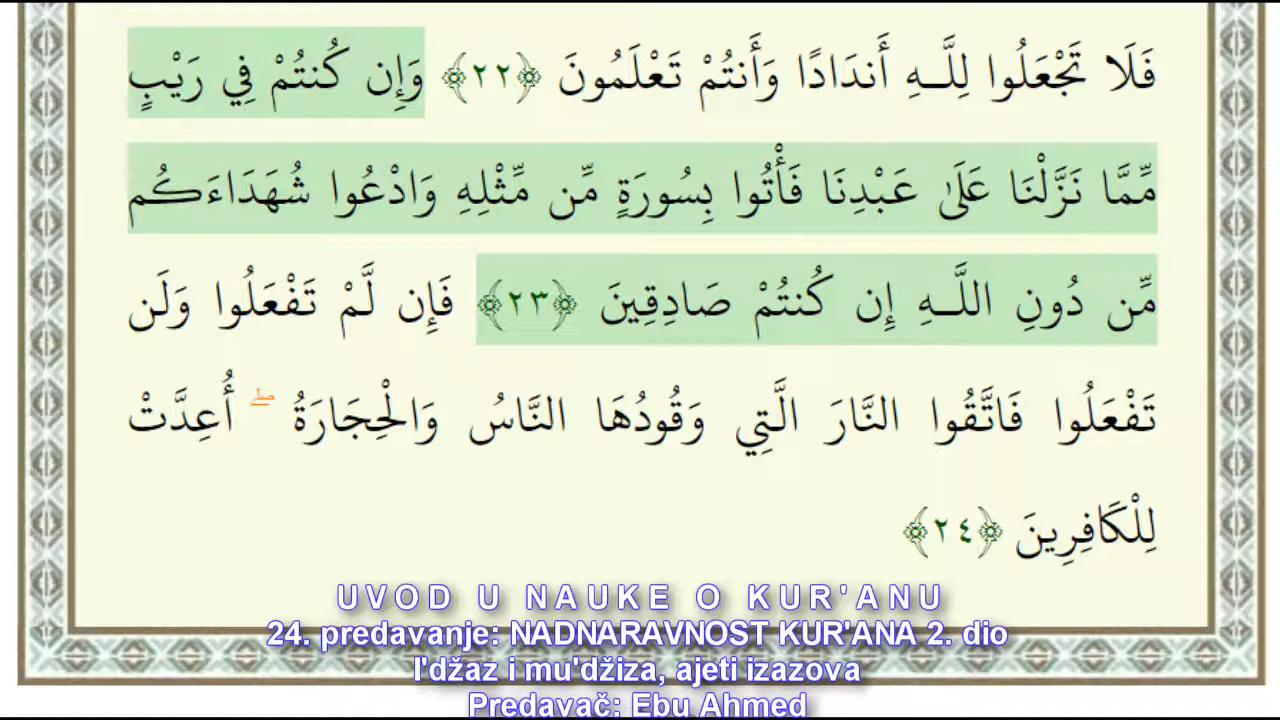 فَلَا تَجْعَلُوا لِلَّـهِ أَندَادًا وَأَنتُمْ تَعْلَمُونَ ﴿٢٢﴾ وَإِن كُنتُمْ فِي رَيْبٍ
مِّمَّا نَزَّلْنَا عَلَىٰ عَبْدِنَا فَأْتُوا بِسُورَةٍ مِّن مِّثْلِهِ وَادْعُوا شُهَدَاءَكُم
مِّن دُونِ اللَّـهِ إِن كُنتُمْ صَادِقِينَ ﴿٢٣﴾ فَإِن لَّمْ تَفْعَلُوا وَلَن
تَفْعَلُوا فَاتَّقُوا النَّارَ الَّتِي وَقُودُهَا النَّاسُ وَالْحِجَارَةُ ۖ أُعِدَّتْ
لِلْكَافِرِينَ ﴿٢٤﴾
UVOD U NAUKE O KUR'ANU
24. predavanje: NADNARAVNOST KUR'ANA 2. dio
I'džaz i mu'džiza, ajeti izazova
Predavač: Ebu Ahmed